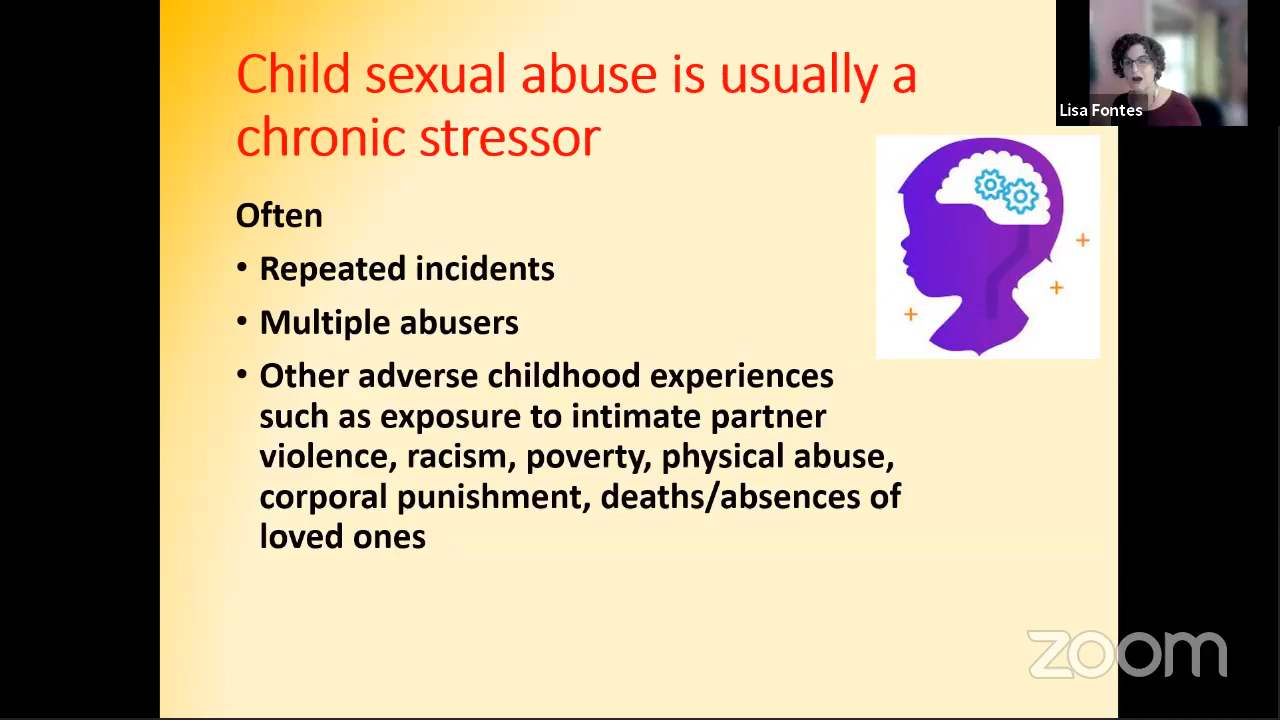 Child sexual abuse is usually a
chronic stressor
Lisa Fontes
Often
• Repeated incidents
• Multiple abusers
• Other adverse childhood experiences
such as exposure to intimate partner
violence, racism, poverty, physical abuse,
corporal punishment, deaths/absences of
loved ones
zoom